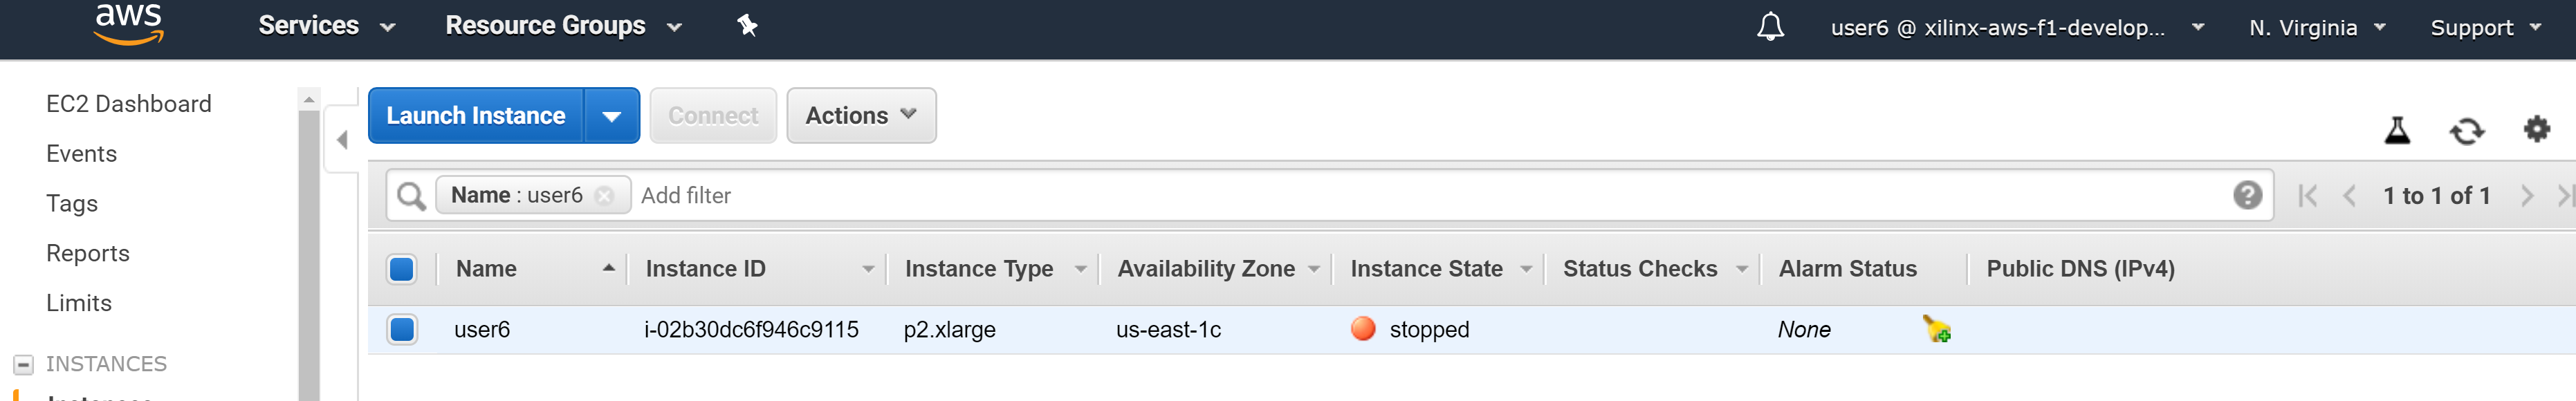 aws Services Resource Groups user6 @ xilinx-aws-f1-develop... N. Virginia Support
EC2 Dashboard
Events
Tags
Reports
Limits
INSTANCES
Instances
Launch Instance Connect Actions
Name : user6 Add filter 1 to 1 of 1
Name Instance ID Instance Type Availability Zone Instance State Status Checks Alarm Status Public DNS (IPv4)
user6 i-02b30dc6f946c9115 p2.xlarge us-east-1c stopped None